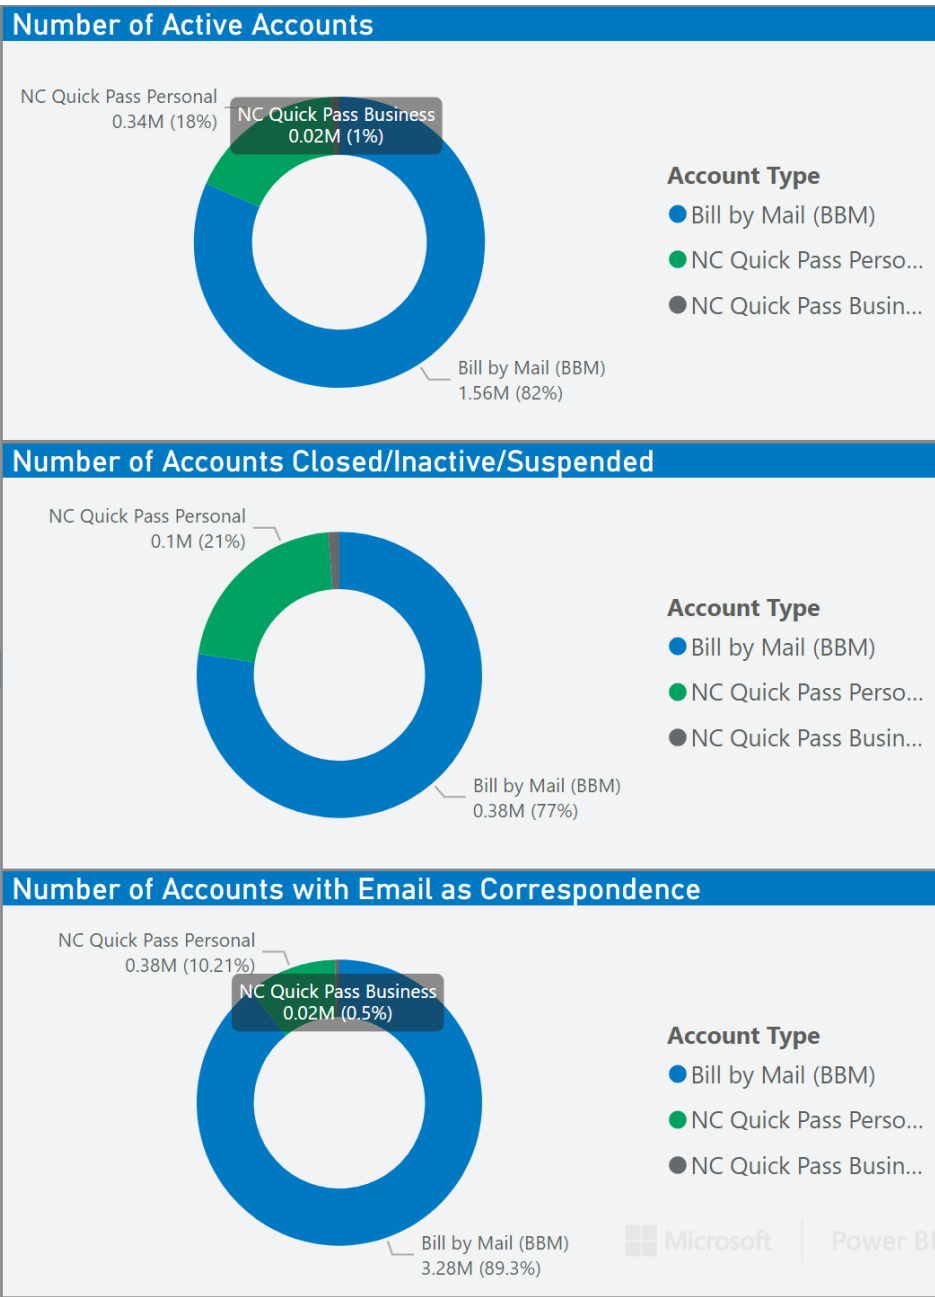 Number of Active Accounts
NC Quick Pass Personal
0.34M (18%)
NC Quick Pass Business
0.02M (1%)
Account Type
Bill by Mail (BBM)
NC Quick Pass Perso...
NC Quick Pass Busin...
Bill by Mail (BBM)
1.56M (82%)
Number of Accounts Closed/Inactive/Suspended
NC Quick Pass Personal
0.1M (21%)
Account Type
Bill by Mail (BBM)
NC Quick Pass Perso...
NC Quick Pass Busin...
Bill by Mail (BBM)
0.38M (77%)
Number of Accounts with Email as Correspondence
NC Quick Pass Personal
0.38M (10.21%)
NC Quick Pass Business
0.02M (0.5%)
Account Type
Bill by Mail (BBM)
NC Quick Pass Perso...
NC Quick Pass Busin...
Bill by Mail (BBM)
3.28M (89.3%)
Microsoft
Power BI